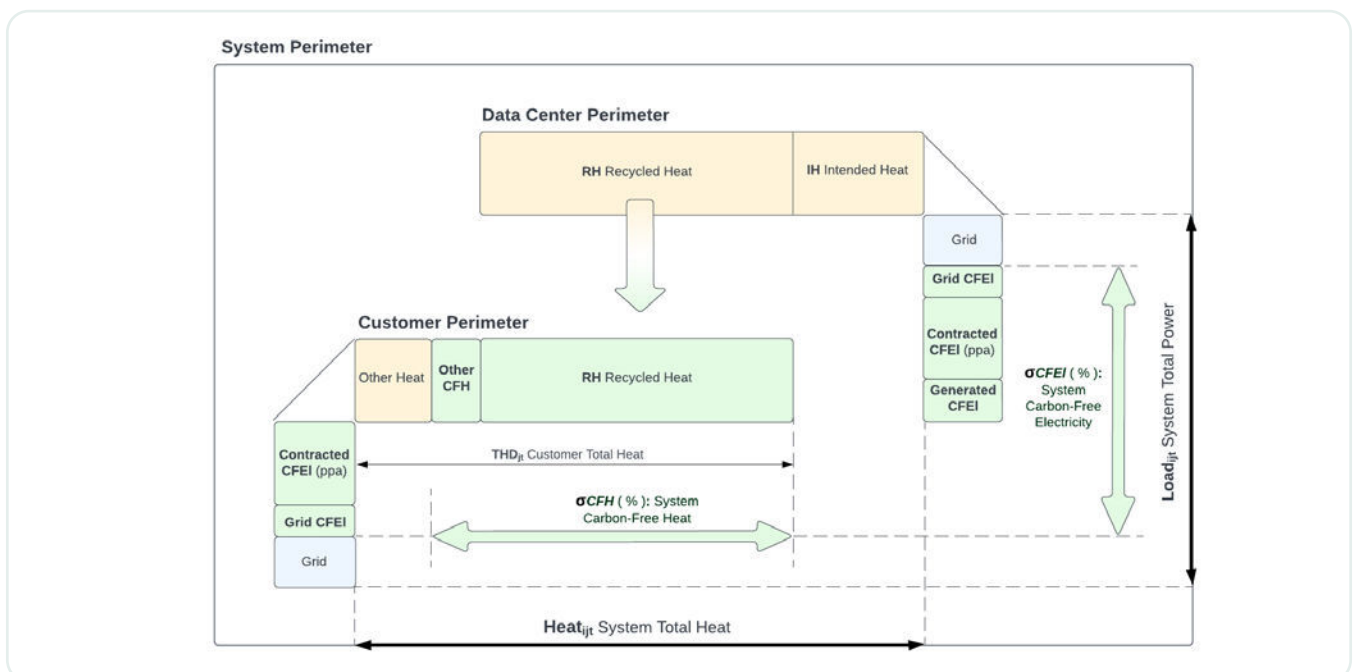 System Perimeter
Data Center Perimeter
RH Recycled Heat
IH Intended Heat
Grid
Grid CFEI
Contracted
CFEI (ppa)
Generated
CFEI
σCFEI ( % ):
System
Carbon-Free
Electricity
Loadijt System Total Power
Customer Perimeter
Other Heat
Other
CFH
RH Recycled Heat
Contracted
CFEI (ppa)
Grid CFEI
Grid
THDjt Customer Total Heat
σCFH ( % ): System
Carbon-Free Heat
Heatijt System Total Heat